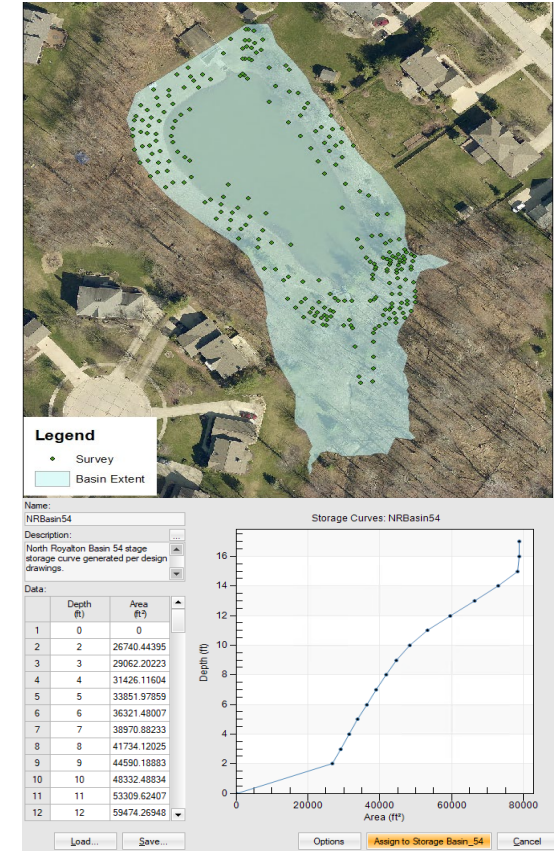 Legend
Survey
Basin Extent
Name:
NRBasin54
Description:
...
North Royalton Basin 54 stage
storage curve generated per design
drawings.
Data:
Depth (ft) Area (ft²)
1 0 0
2 2 26740.44395
3 3 29062.20223
4 4 31426.11604
5 5 33851.97859
6 6 36321.48007
7 7 38970.88233
8 8 41734.12025
9 9 44590.18883
10 10 48332.48834
11 11 53309.62407
12 12 59474.26948
Storage Curves: NRBasin54
Depth (ft)
16
14
12
10
8
6
4
2
0
0 20000 40000 60000 80000
Area (ft²)
Load... Save... Options Assign to Storage Basin_54 Cancel